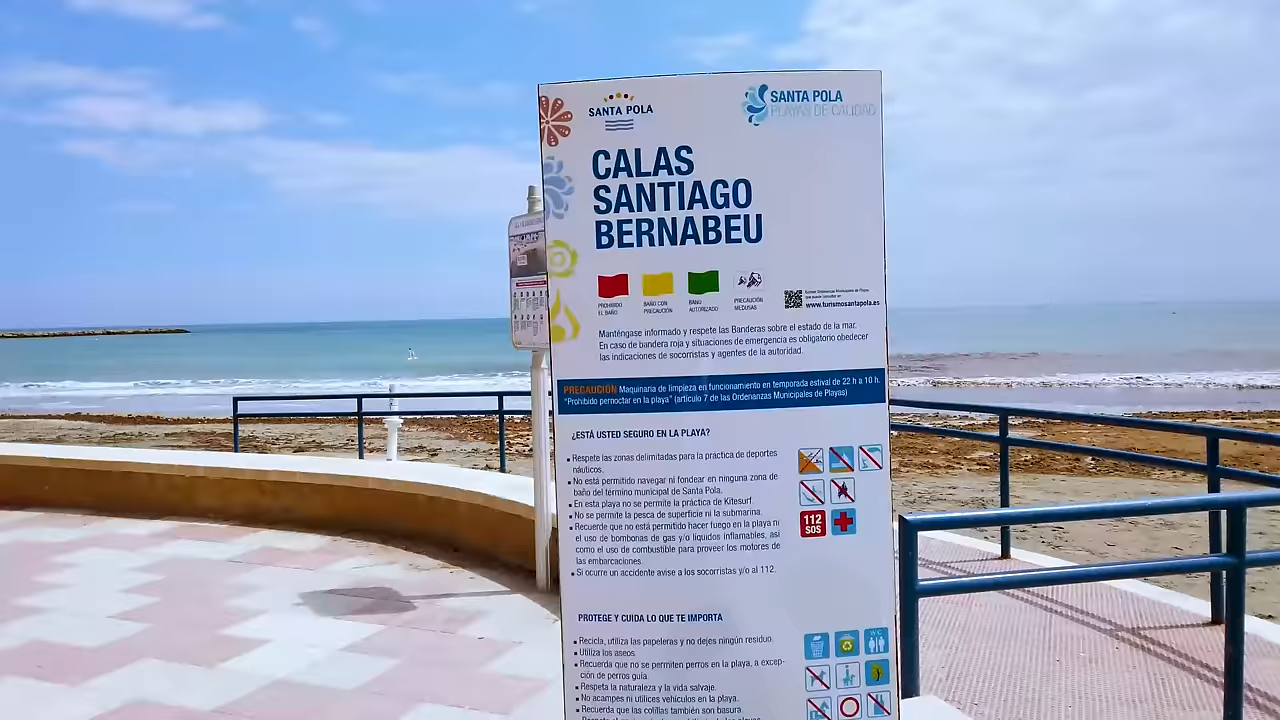 SANTA POLA
SANTA POLA
PLAYAS DE CALIDAD
CALAS
SANTIAGO
BERNABEU
PROHIBIDO
EL BAÑO
BAÑO CON
PRECAUCIÓN
BAÑO
AUTORIZADO
PRECAUCIÓN
MEDUSAS
www.turismosantapola.es
Manténgase informado y respete las Banderas sobre el estado de la mar.
En caso de bandera roja y situaciones de emergencia es obligatorio obedecer
las indicaciones de socorristas y agentes de la autoridad.
PRECAUCIÓN Maquinaria de limpieza en funcionamiento en temporada estival de 22 h a 10 h.
"Prohibido pernoctar en la playa" (artículo 7 de las Ordenanzas Municipales de Playas)
¿ESTÁ USTED SEGURO EN LA PLAYA?
▪ Respete las zonas delimitadas para la práctica de deportes
náuticos.
▪ No está permitido navegar ni fondear en ninguna zona de
baño del término municipal de Santa Pola.
▪ En esta playa no se permite la práctica de Kitesurf.
▪ No se permite la pesca de superficie ni la submarina.
▪ Recuerde que no está permitido hacer fuego en la playa ni
el uso de bombonas de gas y/o líquidos inflamables, así
como el uso de combustible para proveer los motores de
las embarcaciones
▪ Si ocurre un accidente avise a los socorristas y/o al 112.
112
SOS
PROTEGE Y CUIDA LO QUE TE IMPORTA
▪ Recicla, utiliza las papeleras y no dejes ningún residuo.
▪ Utiliza los aseos.
▪ Recuerda que no se permiten perros en la playa, a excep-
ción de perros guía.
▪ Respeta la naturaleza y la vida salvaje.
▪ No acampes ni utilices vehículos en la playa.
▪ Recuerda que las colillas también son basura.
WC